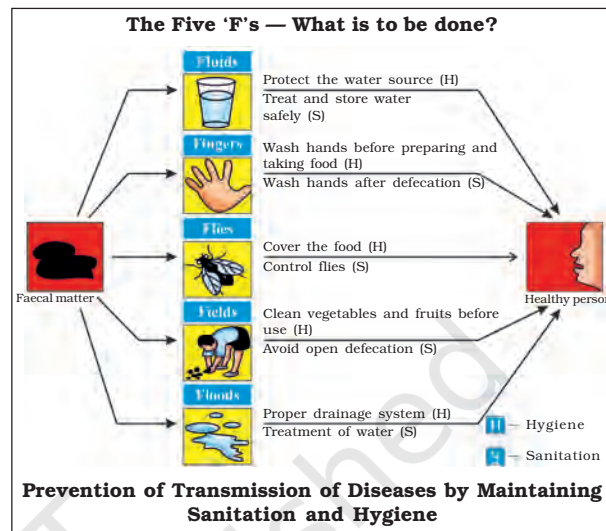 The Five ‘F’s — What is to be done?
Fluids
Protect the water source (H)
Treat and store water
safely (S)
Fingers
Wash hands before preparing and
taking food (H)
Wash hands after defecation (S)
Flies
Cover the food (H)
Control flies (S)
Faecal matter
Healthy person
Fields
Clean vegetables and fruits before
use (H)
Avoid open defecation (S)
Floods
Proper drainage system (H)
Treatment of water (S)
H — Hygiene
S — Sanitation
Prevention of Transmission of Diseases by Maintaining
Sanitation and Hygiene